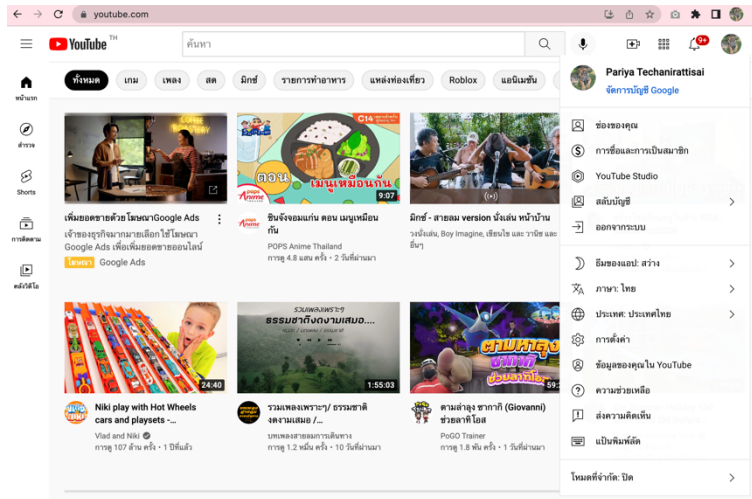 youtube.com
YouTube TH
ค้นหา
9+
ทั้งหมด
เกม
เพลง
สด
มิกซ์
รายการทำอาหาร
แหล่งท่องเที่ยว
Roblox
แอนิเมชัน
หน้าแรก
สำรวจ
Shorts
การติดตาม
คลังวิดีโอ
COFFEE
C14
ตอน เมนูเหมือนกัน
9:07
เพิ่มยอดขายด้วยโฆษณาGoogle Ads
เจ้าของธุรกิจมากมายเลือกใช้โฆษณา
Google Ads เพื่อเพิ่มยอดขายออนไลน์
โฆษณา Google Ads
POPS
Anime
ชินจังจอมแก่น ตอน เมนูเหมือน
กัน
POPS Anime Thailand
การดู 4.8 แสน ครั้ง • 2 วันที่ผ่านมา
มิกซ์ - สายลม version นั่งเล่น หน้าบ้าน
วงนั่งเล่น, Boy Imagine, เขียนไข และ วานิช และ
อื่นๆ
24:40
รวมเพลงเพราะๆ
ธรรมชาติงดงามเสมอ....
1:55:03
ตามหาลุง
ซากากิ
ช่วยลาทิโอส
59:
Niki play with Hot Wheels
cars and playsets -...
Vlad and Niki
การดู 107 ล้าน ครั้ง • 1 ปีที่แล้ว
รวมเพลงเพราะๆ/ ธรรมชาติ
งดงามเสมอ /...
บทเพลงสายลมการเดินทาง
การดู 1.2 หมื่น ครั้ง • 10 วันที่ผ่านมา
ตามล่าลุง ซากากิ (Giovanni)
ช่วยลาทิโอส
PoGO Trainer
การดู 1.8 พัน ครั้ง • 1 วันที่ผ่านมา
Pariya Techanirattisai
จัดการบัญชี Google
ช่องของคุณ
การซื้อและการเป็นสมาชิก
YouTube Studio
สลับบัญชี
ออกจากระบบ
ธีมของแอป: สว่าง
ภาษา: ไทย
ประเทศ: ประเทศไทย
การตั้งค่า
ข้อมูลของคุณใน YouTube
ความช่วยเหลือ
ส่งความคิดเห็น
แป้นพิมพ์ลัด
โหมดที่จำกัด: ปิด